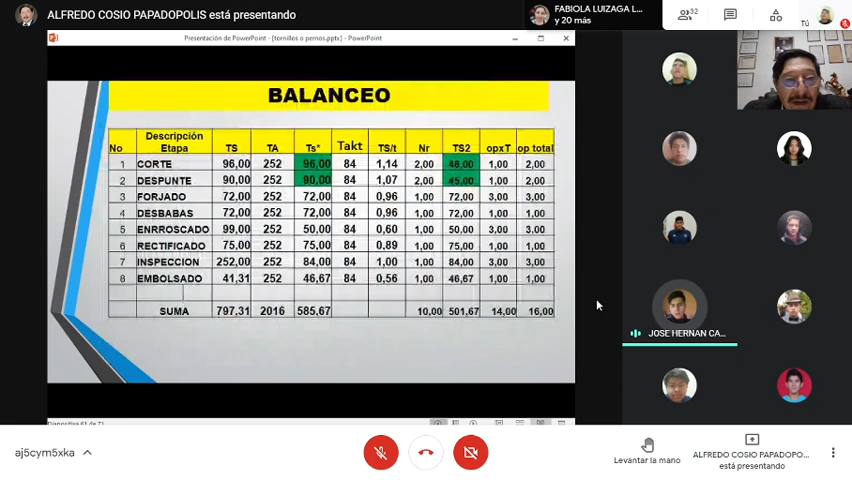 ALFREDO COSIO PAPADOPOLIS está presentando
FABIOLA LUIZAGA L...
y 20 más
32
Tú
Presentación de PowerPoint - [tornillos o pernos.pptx] - PowerPoint
BALANCEO
No Descripción Etapa TS TA Ts* Takt TS/t Nr TS2 opxT op total
1 CORTE 96,00 252 96,00 84 1,14 2,00 48,00 1,00 2,00
2 DESPUNTE 90,00 252 90,00 84 1,07 2,00 45,00 1,00 2,00
3 FORJADO 72,00 252 72,00 84 0,96 1,00 72,00 3,00 3,00
4 DESBABAS 72,00 252 72,00 84 0,96 1,00 72,00 1,00 1,00
5 ENRROSCADO 99,00 252 50,00 84 0,60 1,00 50,00 3,00 3,00
6 RECTIFICADO 75,00 252 75,00 84 0,89 1,00 75,00 1,00 1,00
7 INSPECCION 252,00 252 84,00 84 1,00 1,00 84,00 3,00 3,00
8 EMBOLSADO 41,31 252 46,67 84 0,56 1,00 46,67 1,00 1,00
SUMA 797,31 2016 585,67 10,00 501,67 14,00 16,00
JOSE HERNAN CA...
Diapositiva 61 de 71
aj5cym5xka
Levantar la mano
ALFREDO COSIO PAPADOPO...
está presentando